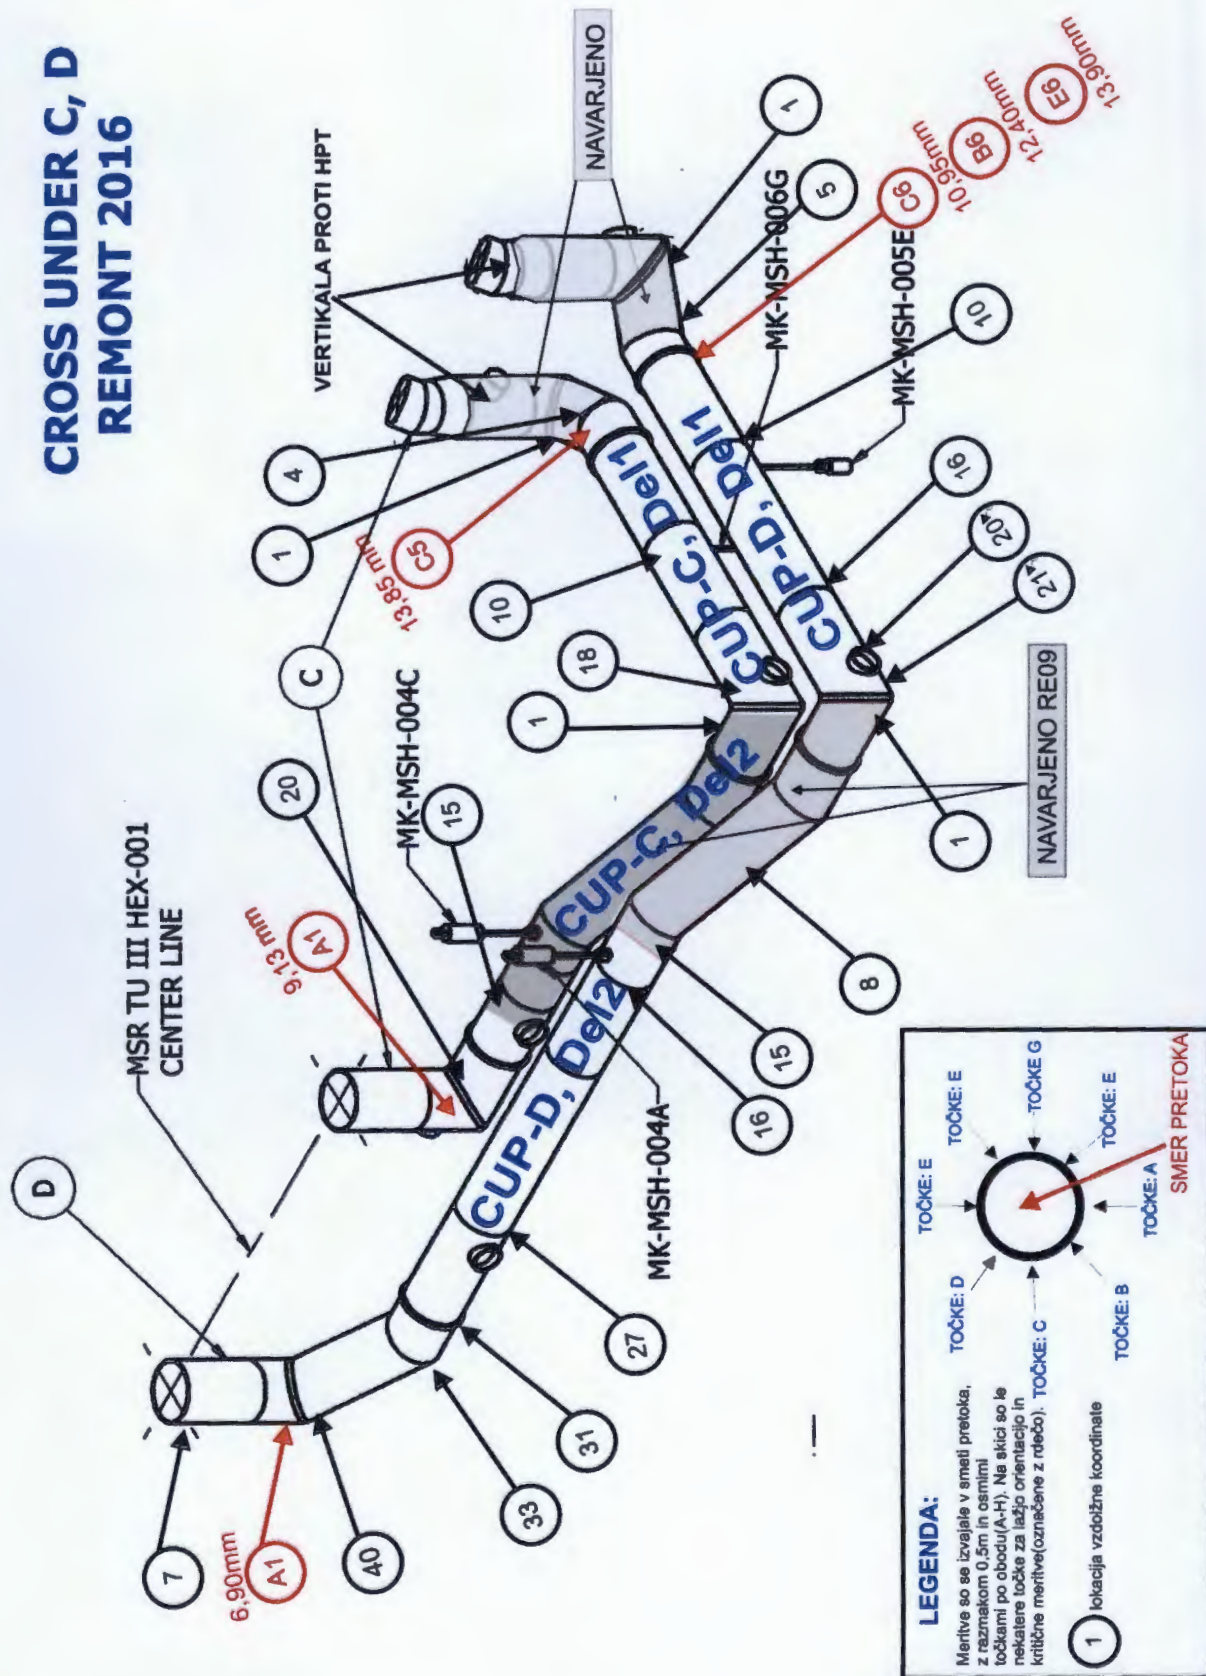 CROSS UNDER C, D
REMONT 2016
VERTIKALA PROTI HPT
NAVARJENO
MSR TU III HEX-001
CENTER LINE
D
C
20
1
4
1
5
13,85 mm
C5
C6
10,95mm
B6
12,40mm
E6
13,90mm
MK-MSH-006G
MK-MSH-005E
10
10
16
20
21
18
1
MK-MSH-004C
15
9,13 mm
A1
CUP-C, Del1
CUP-D, Del1
CUP-C, Del2
CUP-D, Del2
NAVARJENO RE09
1
8
15
16
MK-MSH-004A
27
31
33
40
7
6,90mm
A1
LEGENDA:
Meritve so se izvajale v smeti pretoka,
z razmakom 0,5m in osmimi
točkami po obodu(A-H). Na skici so le
nekatere točke za lažjo orientacijo in
kritične meritve(označene z rdečo).
1 lokacija vzdolžne koordinate
TOČKE: D
TOČKE: E
TOČKE: E
TOČKE G
TOČKE: E
TOČKE: A
TOČKE: B
TOČKE: C
SMER PRETOKA